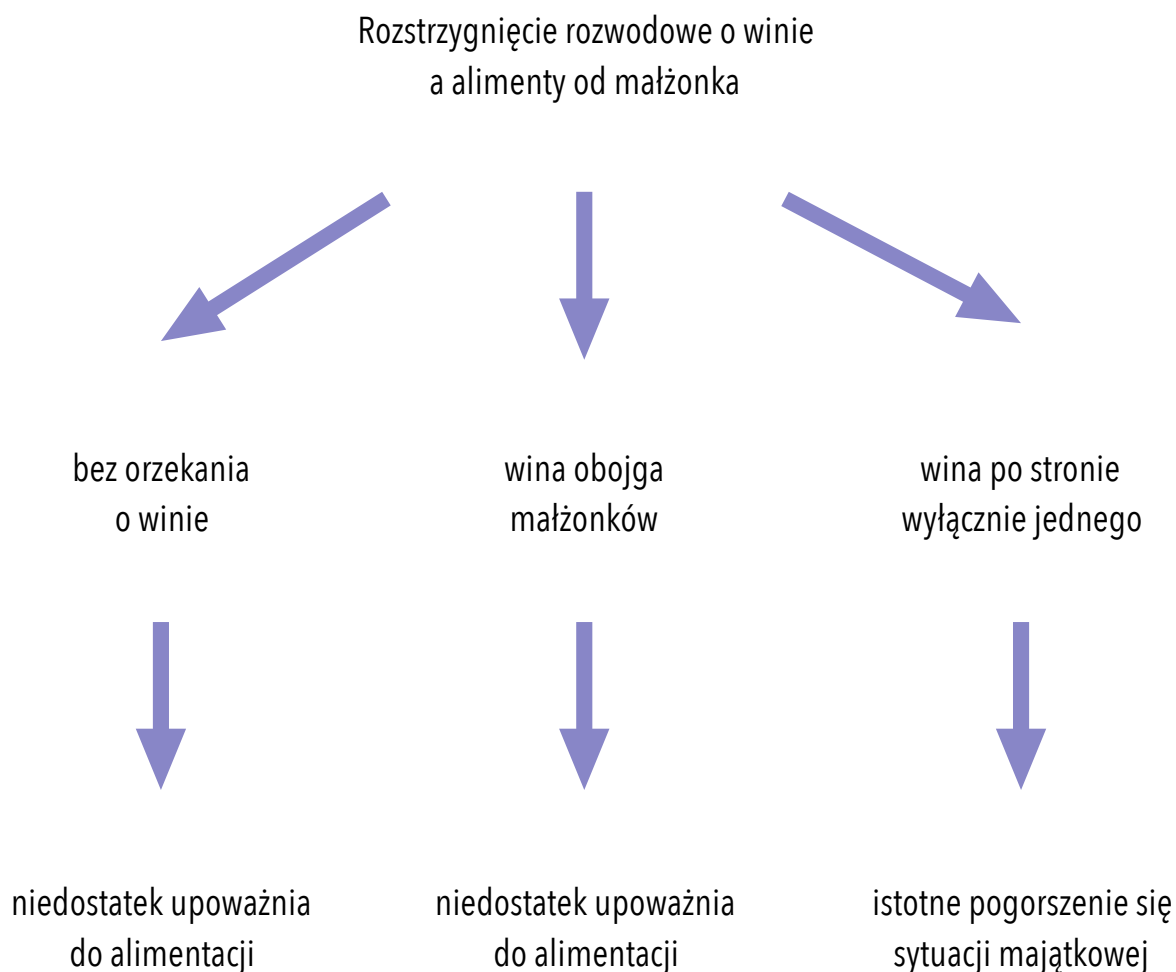 Rozstrzygnięcie rozwodowe o winie
a alimenty od małżonka
bez orzekania
o winie
wina obojga
małżonków
wina po stronie
wyłącznie jednego
niedostatek upoważnia
do alimentacji
niedostatek upoważnia
do alimentacji
istotne pogorszenie się
sytuacji majątkowej